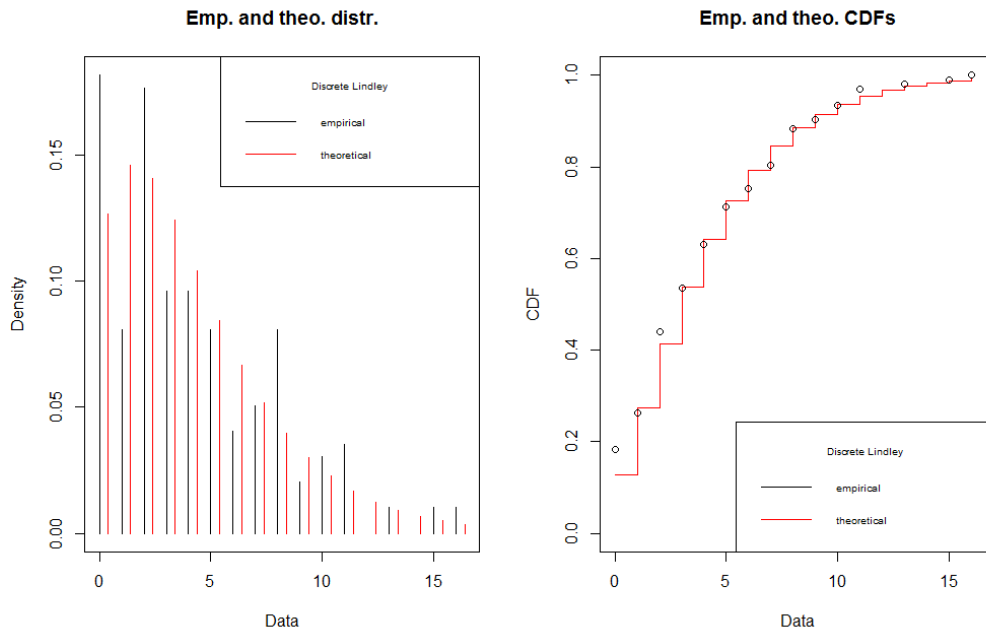 Emp. and theo. distr.
Density
0.00
0.05
0.10
0.15
Discrete Lindley
empirical
theoretical
0
5
10
15
Data
Emp. and theo. CDFs
CDF
0.0
0.2
0.4
0.6
0.8
1.0
Discrete Lindley
empirical
theoretical
0
5
10
15
Data